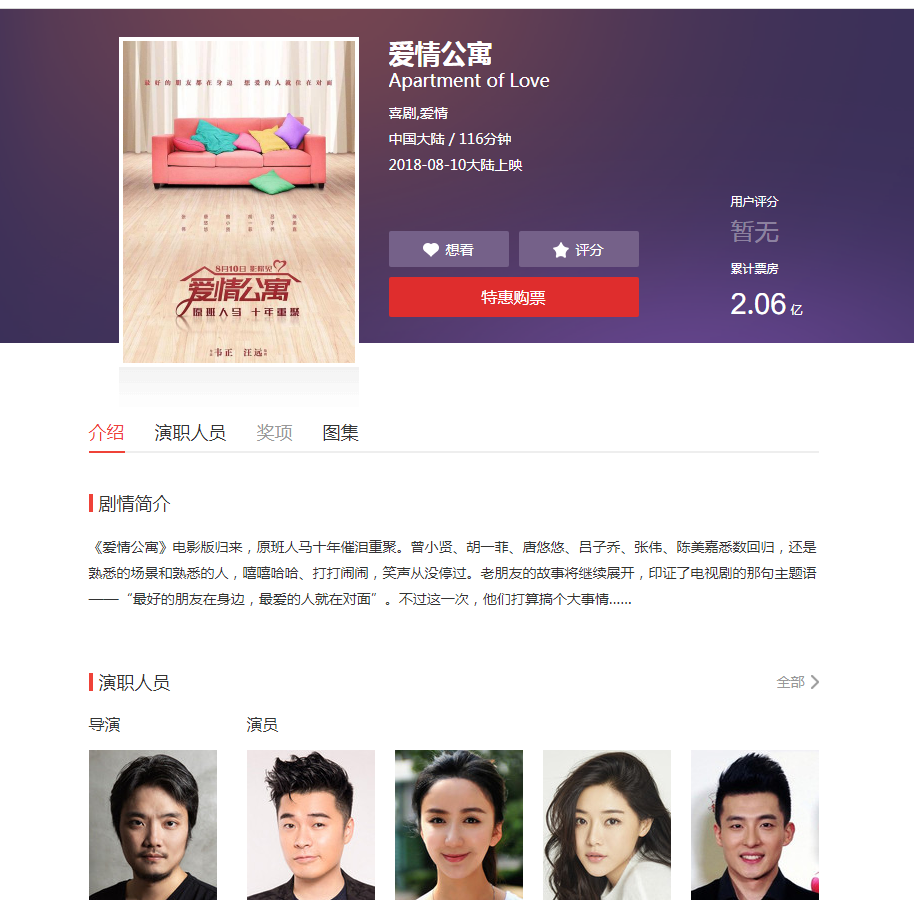 爱情公寓
Apartment of Love
喜剧,爱情
中国大陆 / 116分钟
2018-08-10大陆上映
想看
评分
特惠购票
用户评分
暂无
累计票房
2.06 亿
最好的朋友都在身边 想爱的人就位在对面
8月10日
爱情公寓
原班人马 十年重聚
韦正 汪远
介绍
演职人员
奖项
图集
剧情简介
《爱情公寓》电影版归来，原班人马十年催泪重聚。曾小贤、胡一菲、唐悠悠、吕子乔、张伟、陈美嘉悉数回归，还是
熟悉的场景和熟悉的人，嘻嘻哈哈、打打闹闹，笑声从没停过。老朋友的故事将继续展开，印证了电视剧的那句主题语
——“最好的朋友在身边，最爱的人就在对面”。不过这一次，他们打算搞个大事情......
演职人员
全部
导演
演员